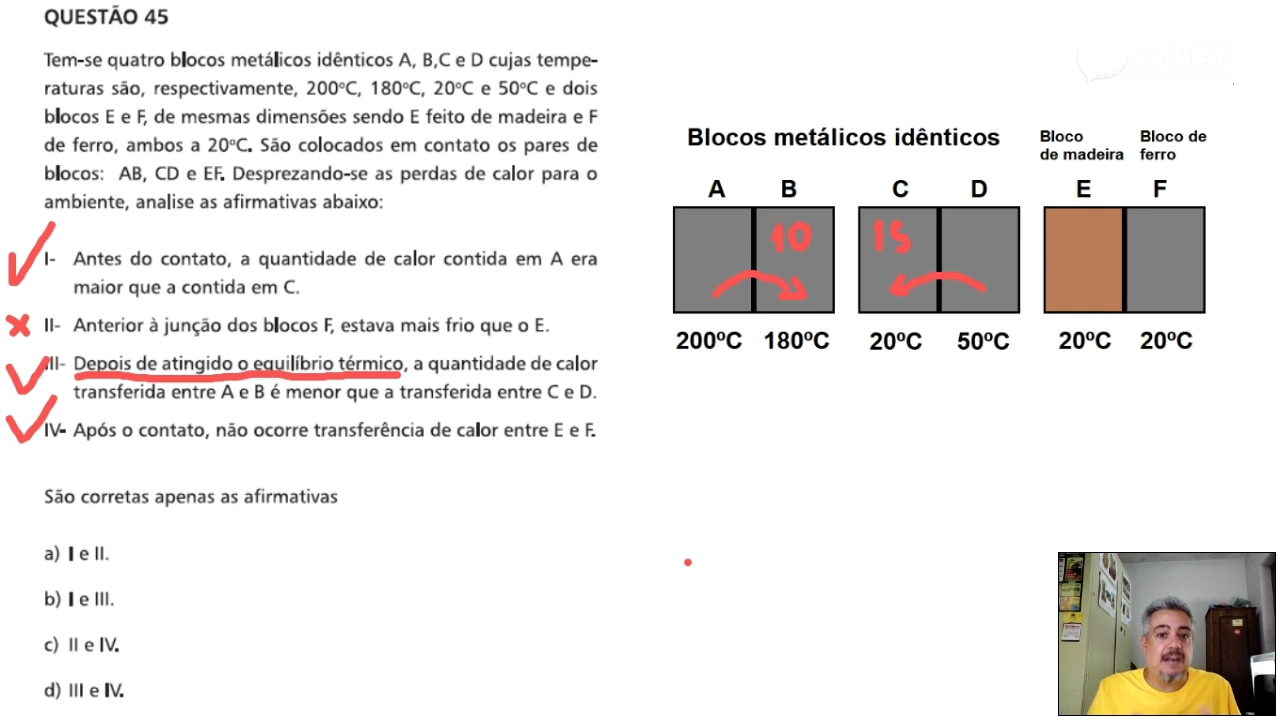 QUESTÃO 45
Tem-se quatro blocos metálicos idênticos A, B,C e D cujas tempe-
raturas são, respectivamente, 200ºC, 180ºC, 20ºC e 50ºC e dois
blocos E e F, de mesmas dimensões sendo E feito de madeira e F
de ferro, ambos a 20ºC. São colocados em contato os pares de
blocos: AB, CD e EF. Desprezando-se as perdas de calor para o
ambiente, analise as afirmativas abaixo:
I- Antes do contato, a quantidade de calor contida em A era
maior que a contida em C.
II- Anterior à junção dos blocos F, estava mais frio que o E.
III- Depois de atingido o equilíbrio térmico, a quantidade de calor
transferida entre A e B é menor que a transferida entre C e D.
IV- Após o contato, não ocorre transferência de calor entre E e F.
São corretas apenas as afirmativas
a) I e II.
b) I e III.
c) II e IV.
d) III e IV.
Blocos metálicos idênticos
Bloco
de madeira
Bloco de
ferro
A B C D E F
10 15
200ºC 180ºC 20ºC 50ºC 20ºC 20ºC